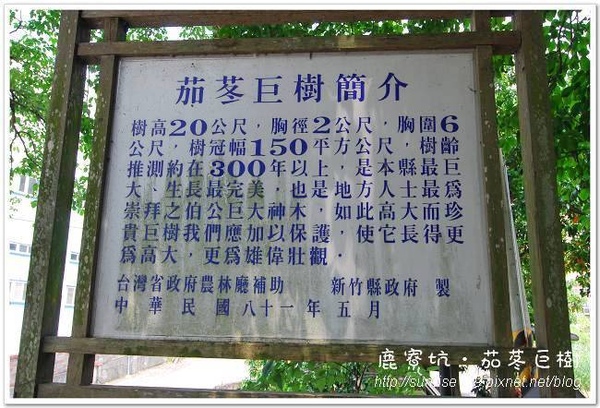 茄苳巨樹簡介
樹高20公尺，胸徑2公尺，胸圍6
公尺，樹冠幅150平方公尺，樹齡
推測約在300年以上，是本縣最巨
大、生長最完美，也是地方人士最為
崇拜之伯公巨大神木，如此高大而珍
貴巨樹我們應加以保護，使它長得更
為高大，更為雄偉壯觀。
台灣省政府農林廳補助 新竹縣政府 製
中華民國八十一年五月
鹿寮坑·茄苳巨樹
pixnet.net/blog